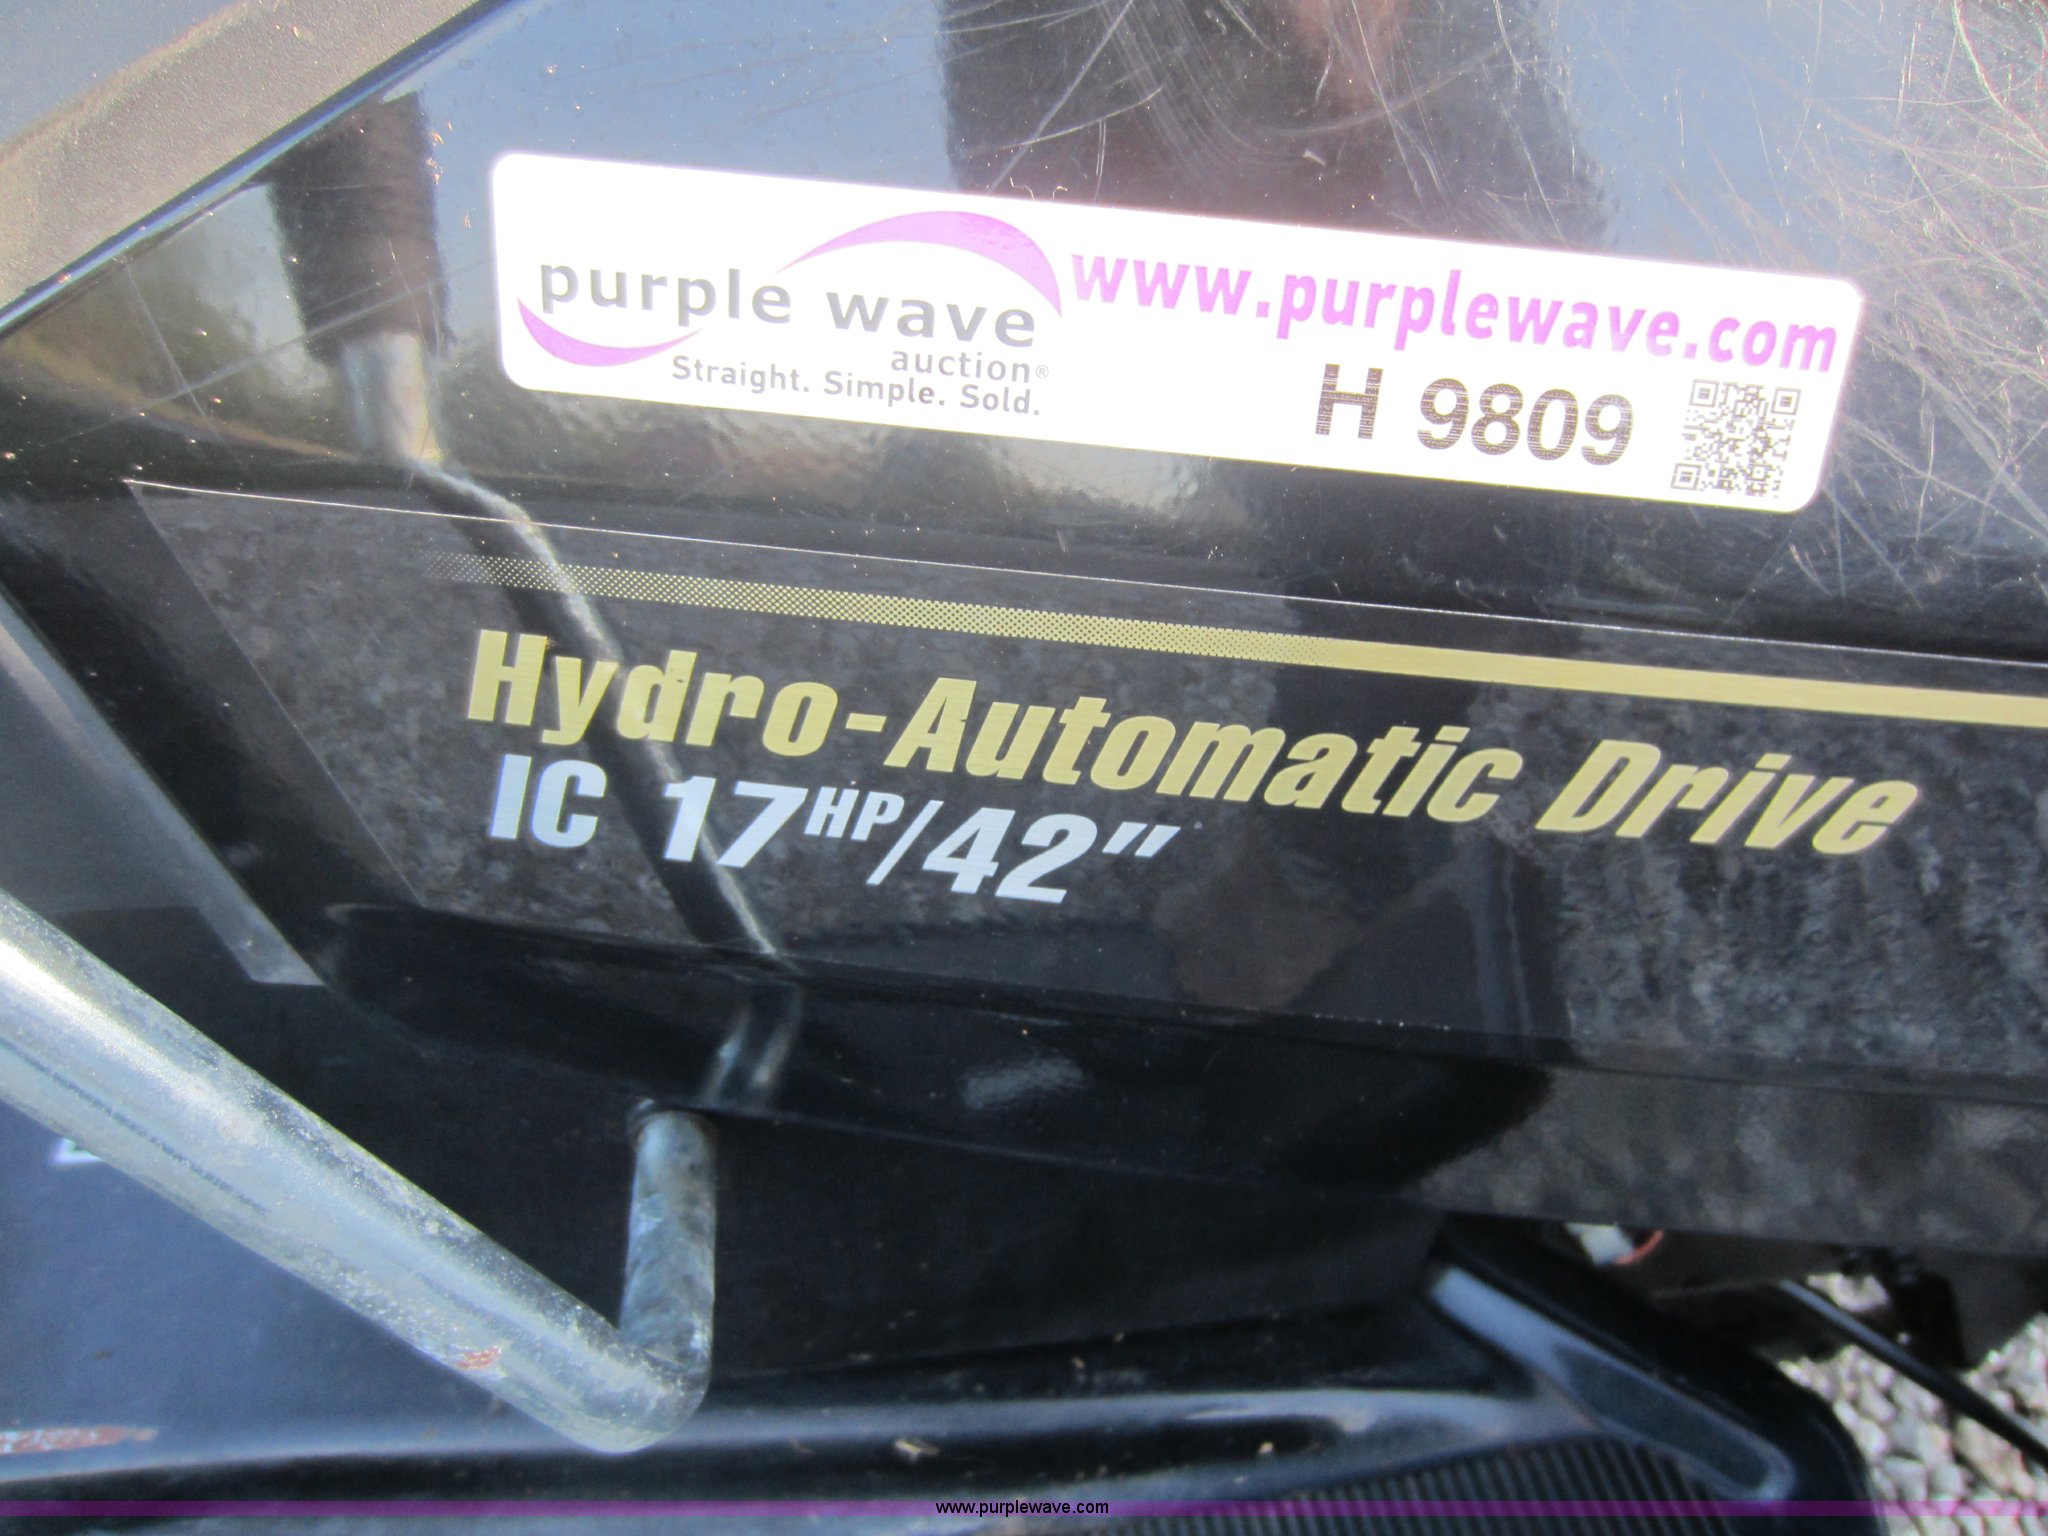 purple wave
auction®
Straight. Simple. Sold.
www.purplewave.com
H 9809
Hydro-Automatic Drive
IC 17HP/42"
www.purplewave.com